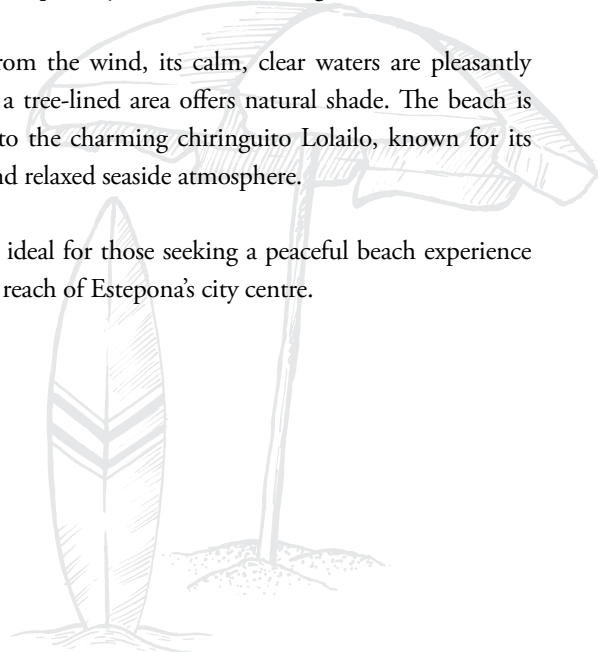 rom the wind, its calm, clear waters are pleasantly
a tree-lined area offers natural shade. The beach is
to the charming chiringuito Lolailo, known for its
nd relaxed seaside atmosphere.
ideal for those seeking a peaceful beach experience
reach of Estepona’s city centre.